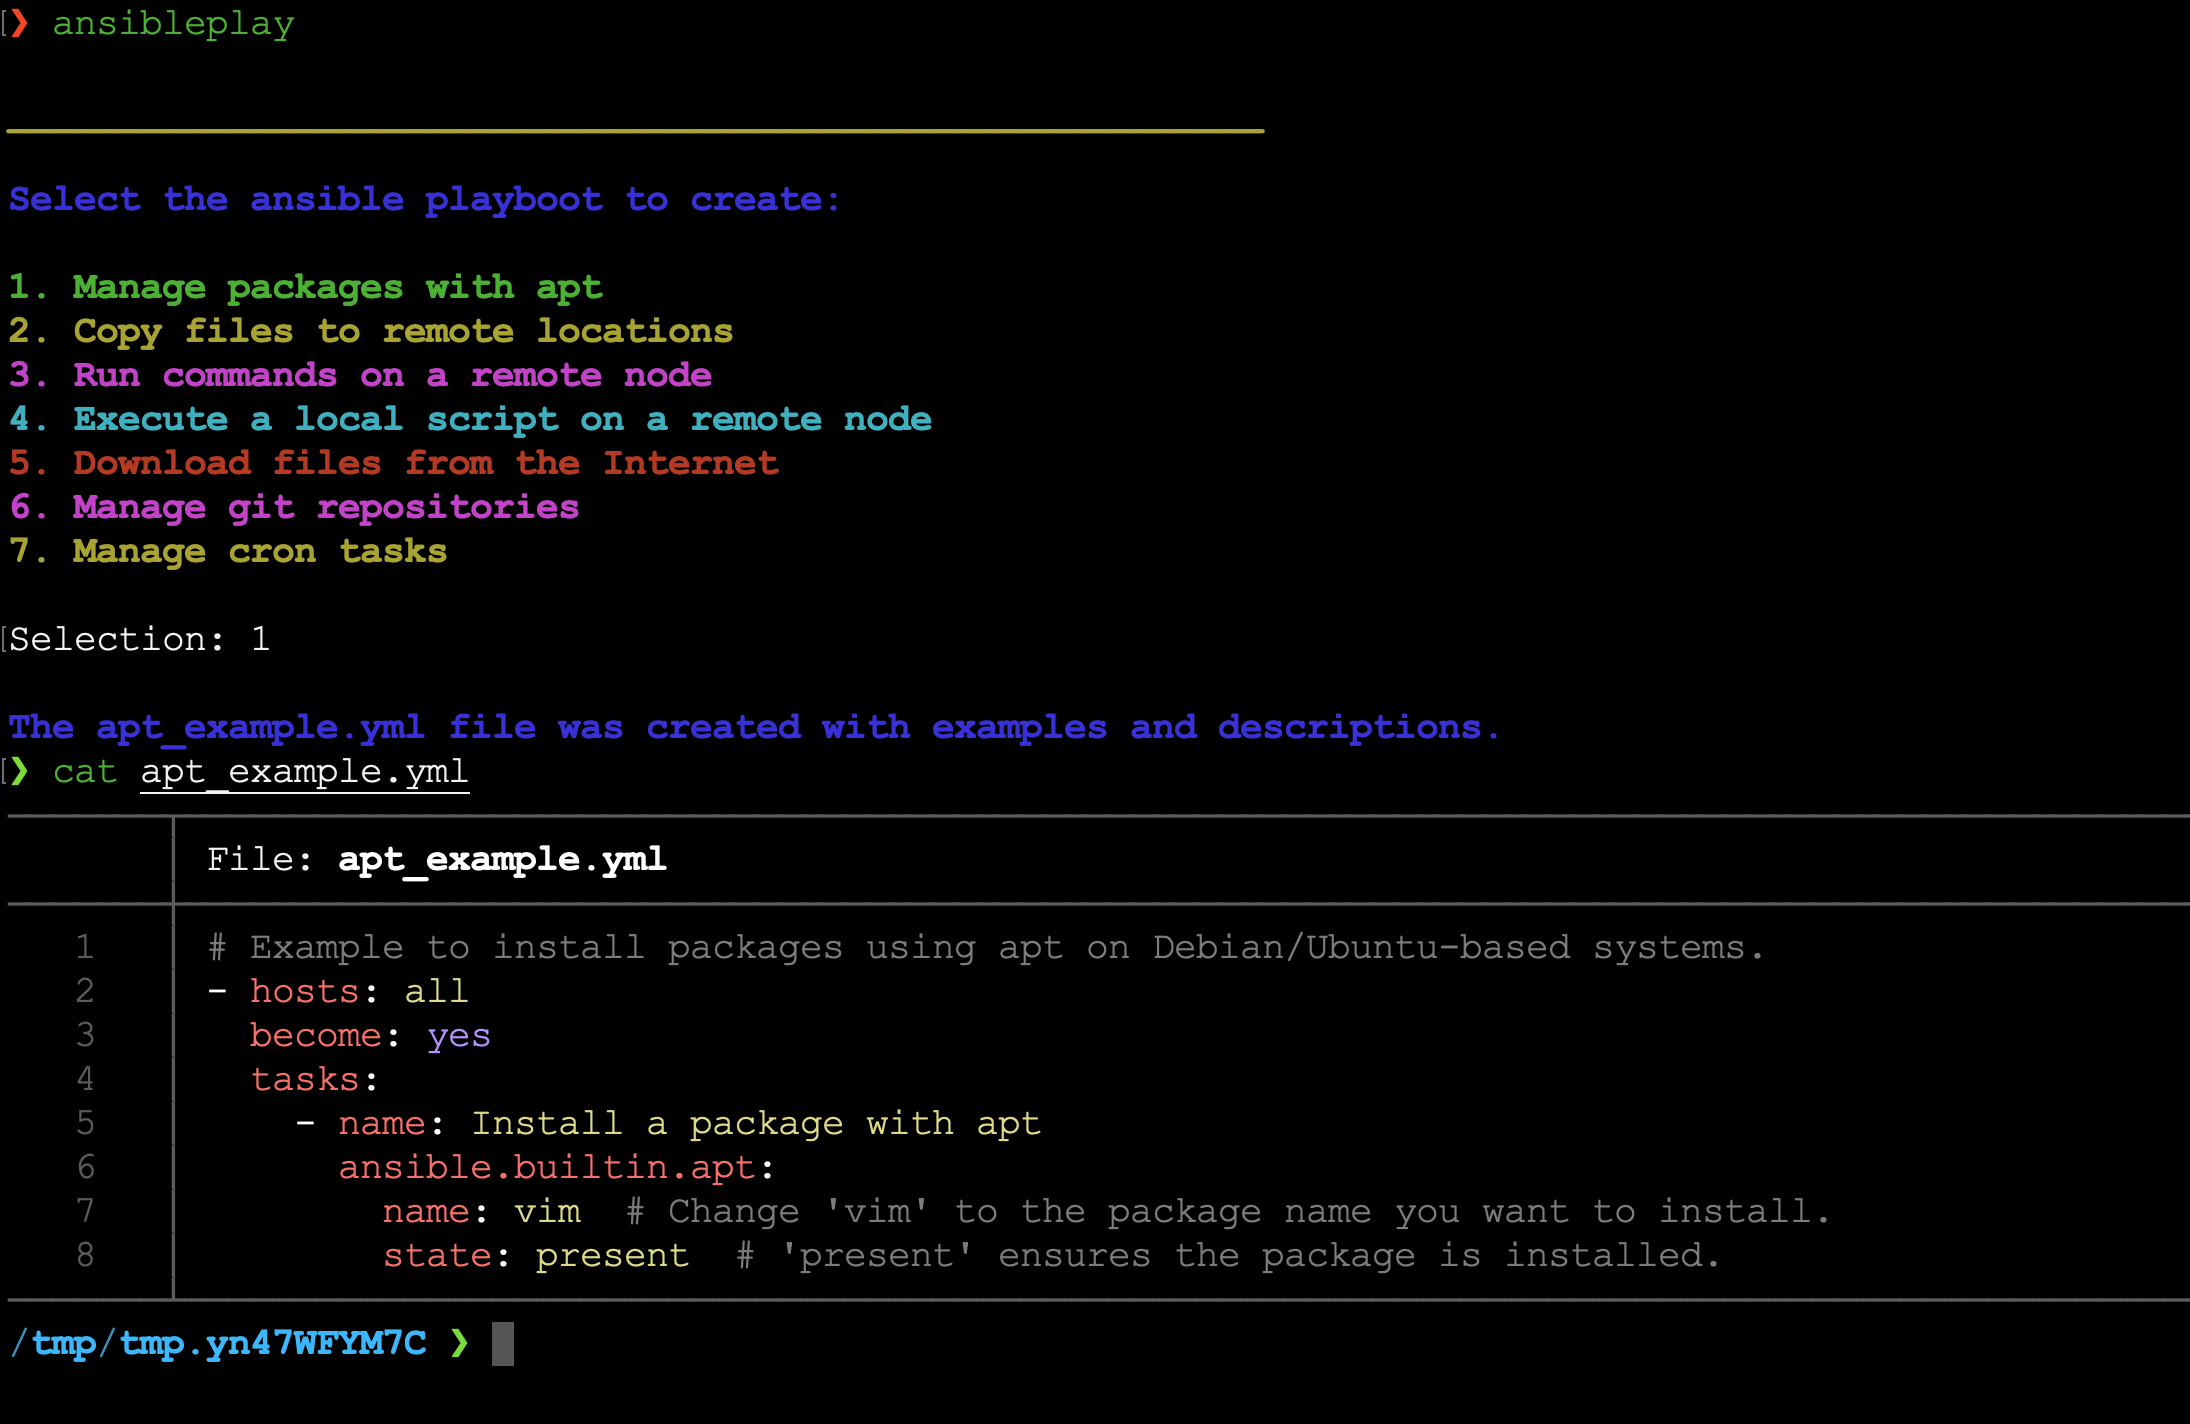 ❯ ansibleplay
Select the ansible playboot to create:
1. Manage packages with apt
2. Copy files to remote locations
3. Run commands on a remote node
4. Execute a local script on a remote node
5. Download files from the Internet
6. Manage git repositories
7. Manage cron tasks
Selection: 1
The apt_example.yml file was created with examples and descriptions.
❯ cat apt_example.yml
File: apt_example.yml
1 # Example to install packages using apt on Debian/Ubuntu-based systems.
2 - hosts: all
3   become: yes
4   tasks:
5     - name: Install a package with apt
6       ansible.builtin.apt:
7         name: vim  # Change 'vim' to the package name you want to install.
8         state: present  # 'present' ensures the package is installed.
/tmp/tmp.yn47WFYM7C ❯